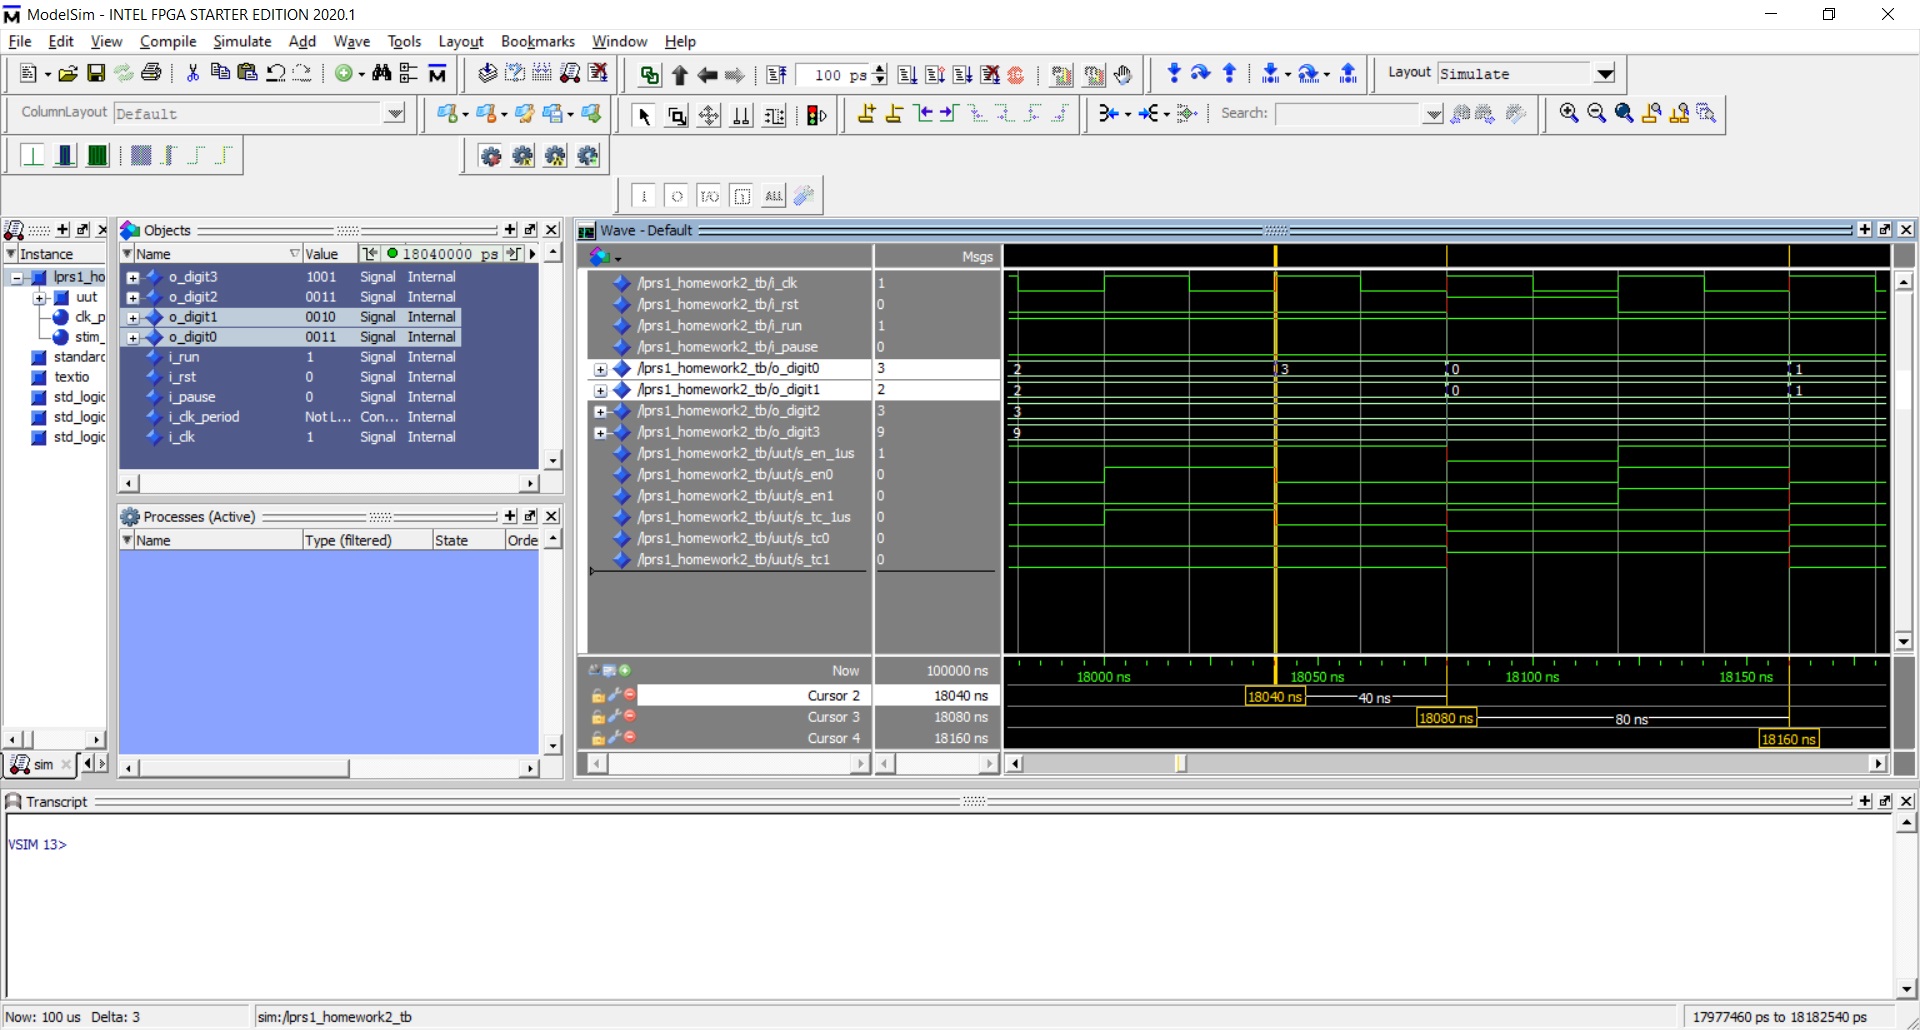 ModelSim - INTEL FPGA STARTER EDITION 2020.1
File Edit View Compile Simulate Add Wave Tools Layout Bookmarks Window Help
100 ps
Layout Simulate
ColumnLayout Default
Search:
I/O
ALL
Instance
lprs1_ho
uut
clk_p
stim_
standard
textio
std_logic
std_logic
std_logic
sim
Objects
Name Value 18040000 ps
o_digit3 1001 Signal Internal
o_digit2 0011 Signal Internal
o_digit1 0010 Signal Internal
o_digit0 0011 Signal Internal
i_run 1 Signal Internal
i_rst 0 Signal Internal
i_pause 0 Signal Internal
i_clk_period Not L... Con... Internal
i_clk 1 Signal Internal
Processes (Active)
Name Type (filtered) State Orde
Wave - Default
Msgs
/lprs1_homework2_tb/i_clk 1
/lprs1_homework2_tb/i_rst 0
/lprs1_homework2_tb/i_run 1
/lprs1_homework2_tb/i_pause 0
/lprs1_homework2_tb/o_digit0 3 2 3 0 1
/lprs1_homework2_tb/o_digit1 2 2 0 1
/lprs1_homework2_tb/o_digit2 3 3
/lprs1_homework2_tb/o_digit3 9 9
/lprs1_homework2_tb/uut/s_en_1us 1
/lprs1_homework2_tb/uut/s_en0 0
/lprs1_homework2_tb/uut/s_en1 0
/lprs1_homework2_tb/uut/s_tc_1us 0
/lprs1_homework2_tb/uut/s_tc0 0
/lprs1_homework2_tb/uut/s_tc1 0
Now 100000 ns 18000 ns 18050 ns 18100 ns 18150 ns
Cursor 2 18040 ns 18040 ns 40 ns
Cursor 3 18080 ns 18080 ns 80 ns
Cursor 4 18160 ns 18160 ns
Transcript
VSIM 13>
Now: 100 us Delta: 3 sim:/lprs1_homework2_tb 17977460 ps to 18182540 ps